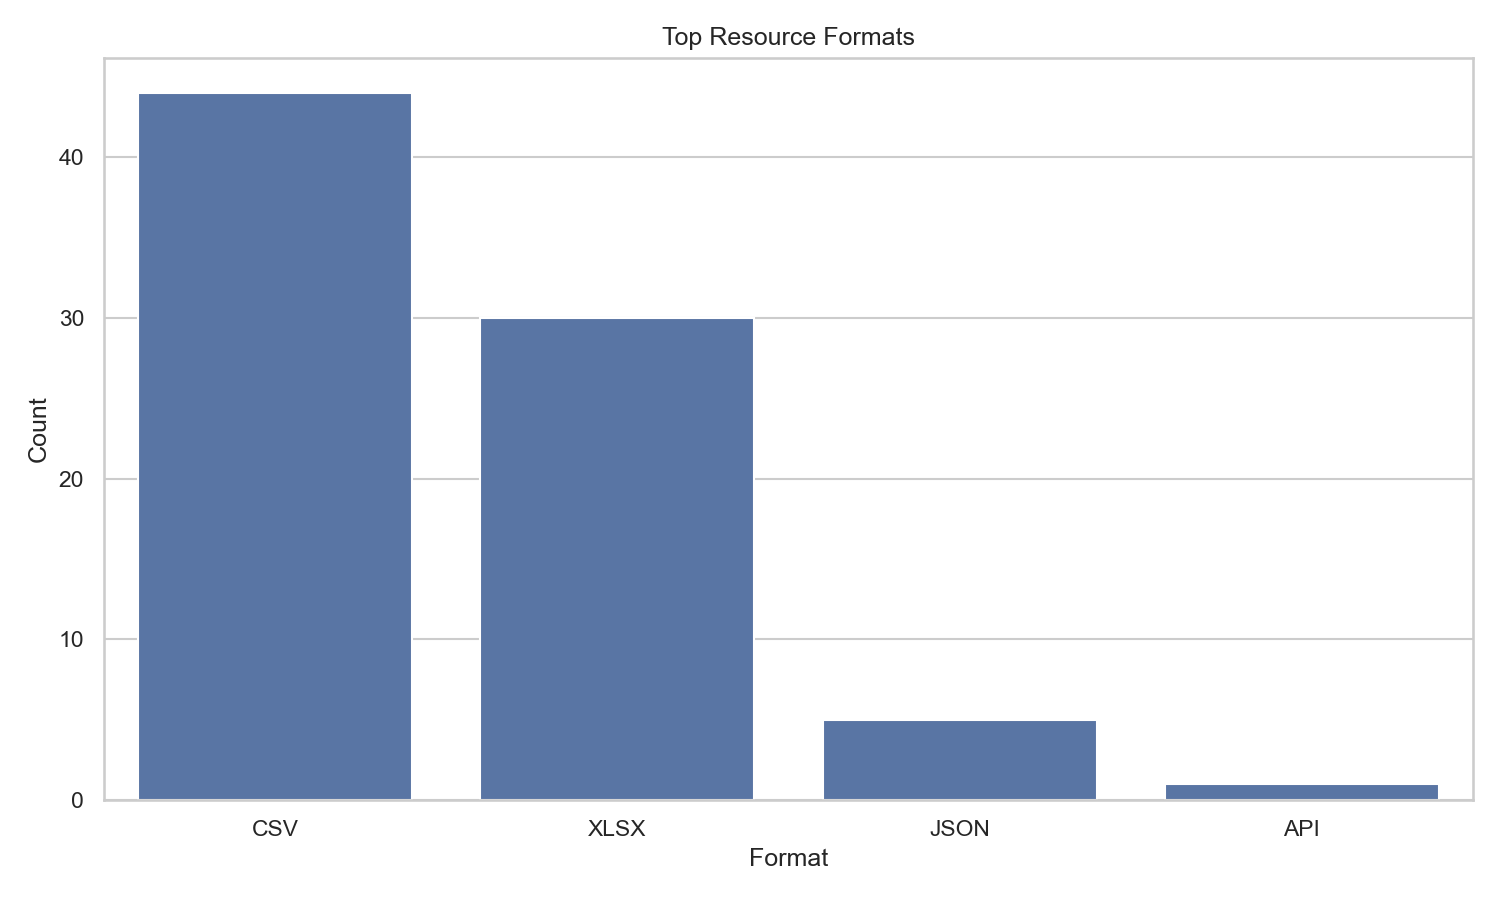 Top Resource Formats
Count
40
30
20
10
0
CSV
XLSX
JSON
API
Format